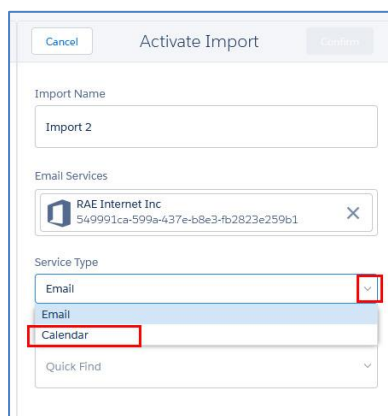 Cancel Activate Import Confirm
Import Name
Import 2
Email Services
RAE Internet Inc
549991ca-599a-437e-b8e3-fb2823e259b1
Service Type
Email
Email
Calendar
Quick Find